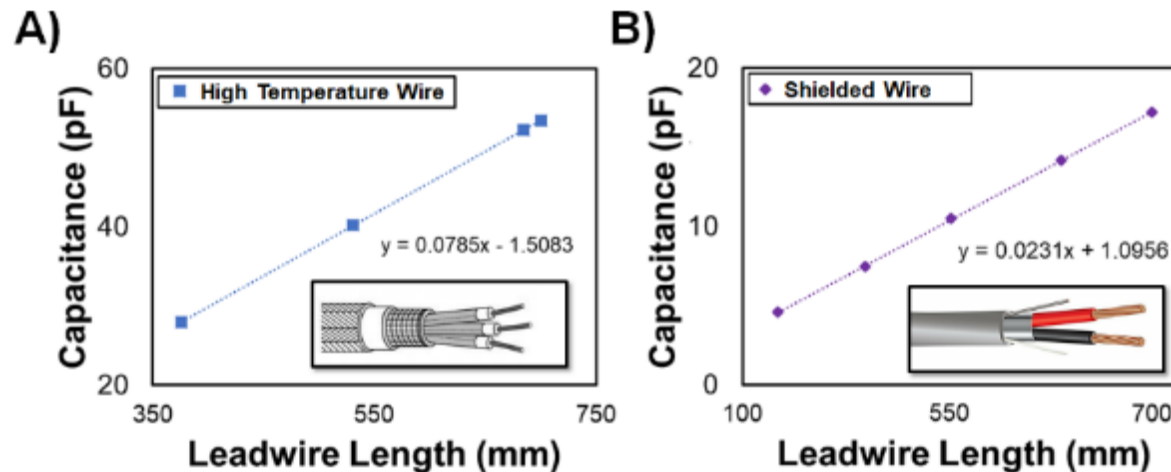 A)
60
High Temperature Wire
40
y = 0.0785x - 1.5083
20
350
550
750
Capacitance (pF)
Leadwire Length (mm)
B)
20
Shielded Wire
10
y = 0.0231x + 1.0956
0
100
550
700
Capacitance (pF)
Leadwire Length (mm)